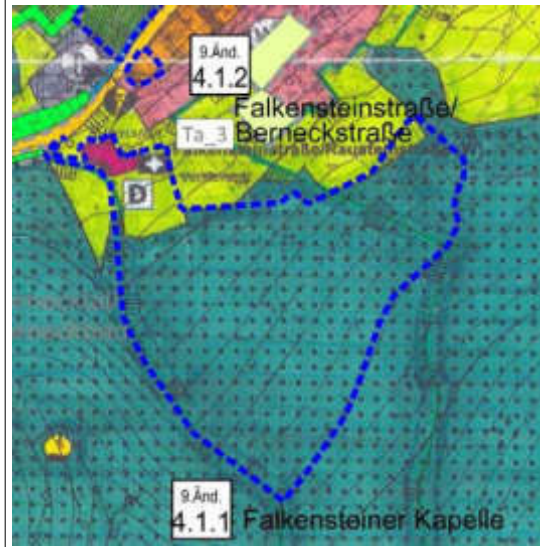 9.Änd.
4.1.2
Falkensteinstraße/
Ta_3 Berneckstraße
D
9.Änd.
4.1.1 Falkensteiner Kapelle